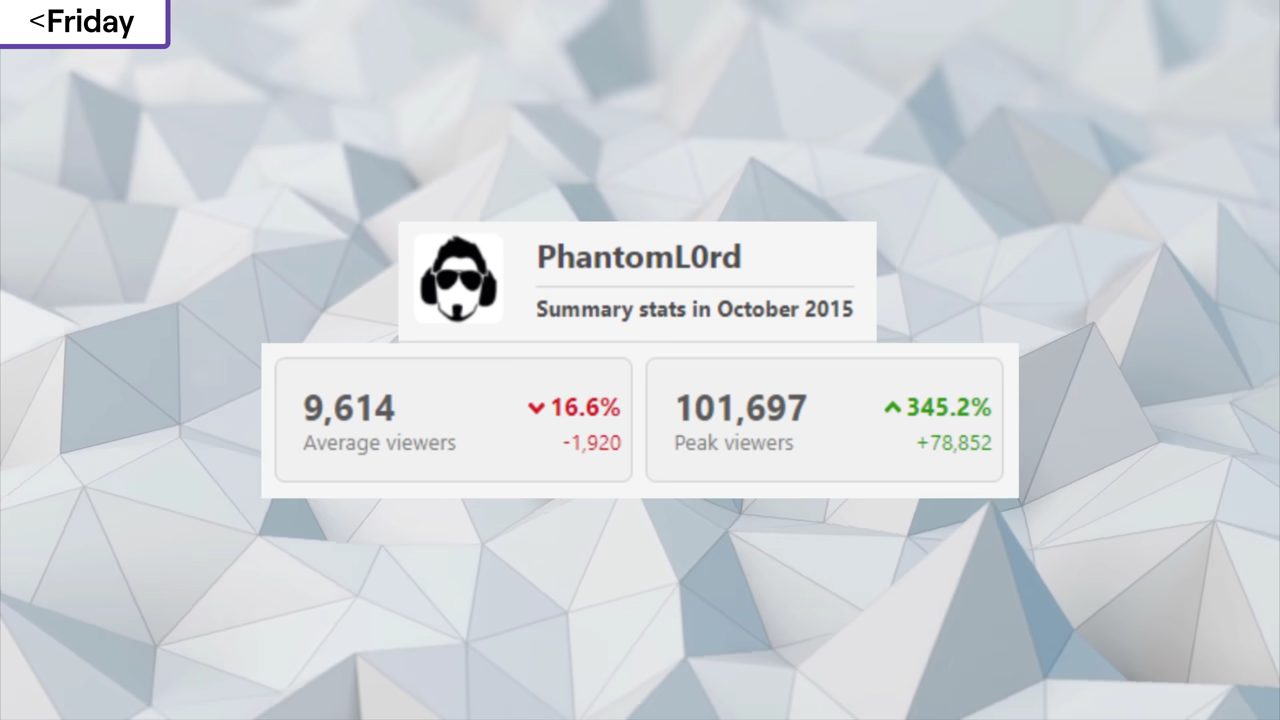 <Friday
PhantomL0rd
Summary stats in October 2015
9,614
16.6%
Average viewers
-1,920
101,697
345.2%
Peak viewers
+78,852